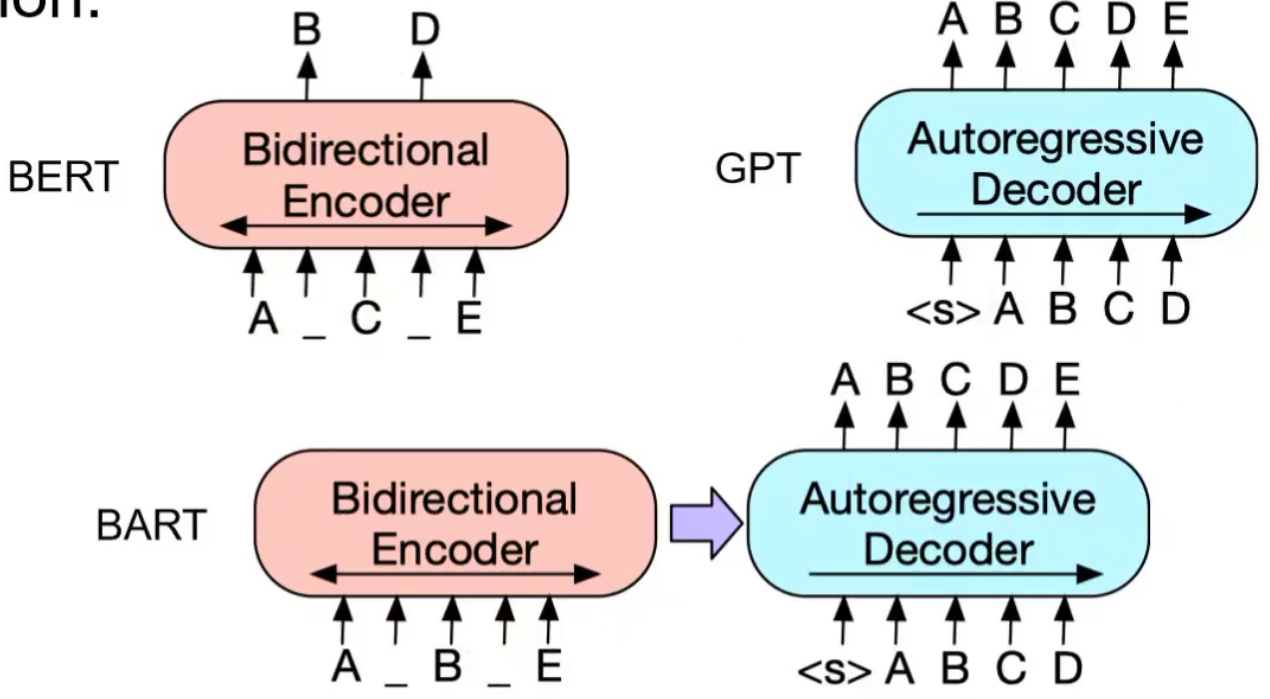 ion:
B D
BERT
Bidirectional
Encoder
A _ C _ E
A B C D E
GPT
Autoregressive
Decoder
<s> A B C D
BART
Bidirectional
Encoder
A _ B _ E
A B C D E
Autoregressive
Decoder
<s> A B C D